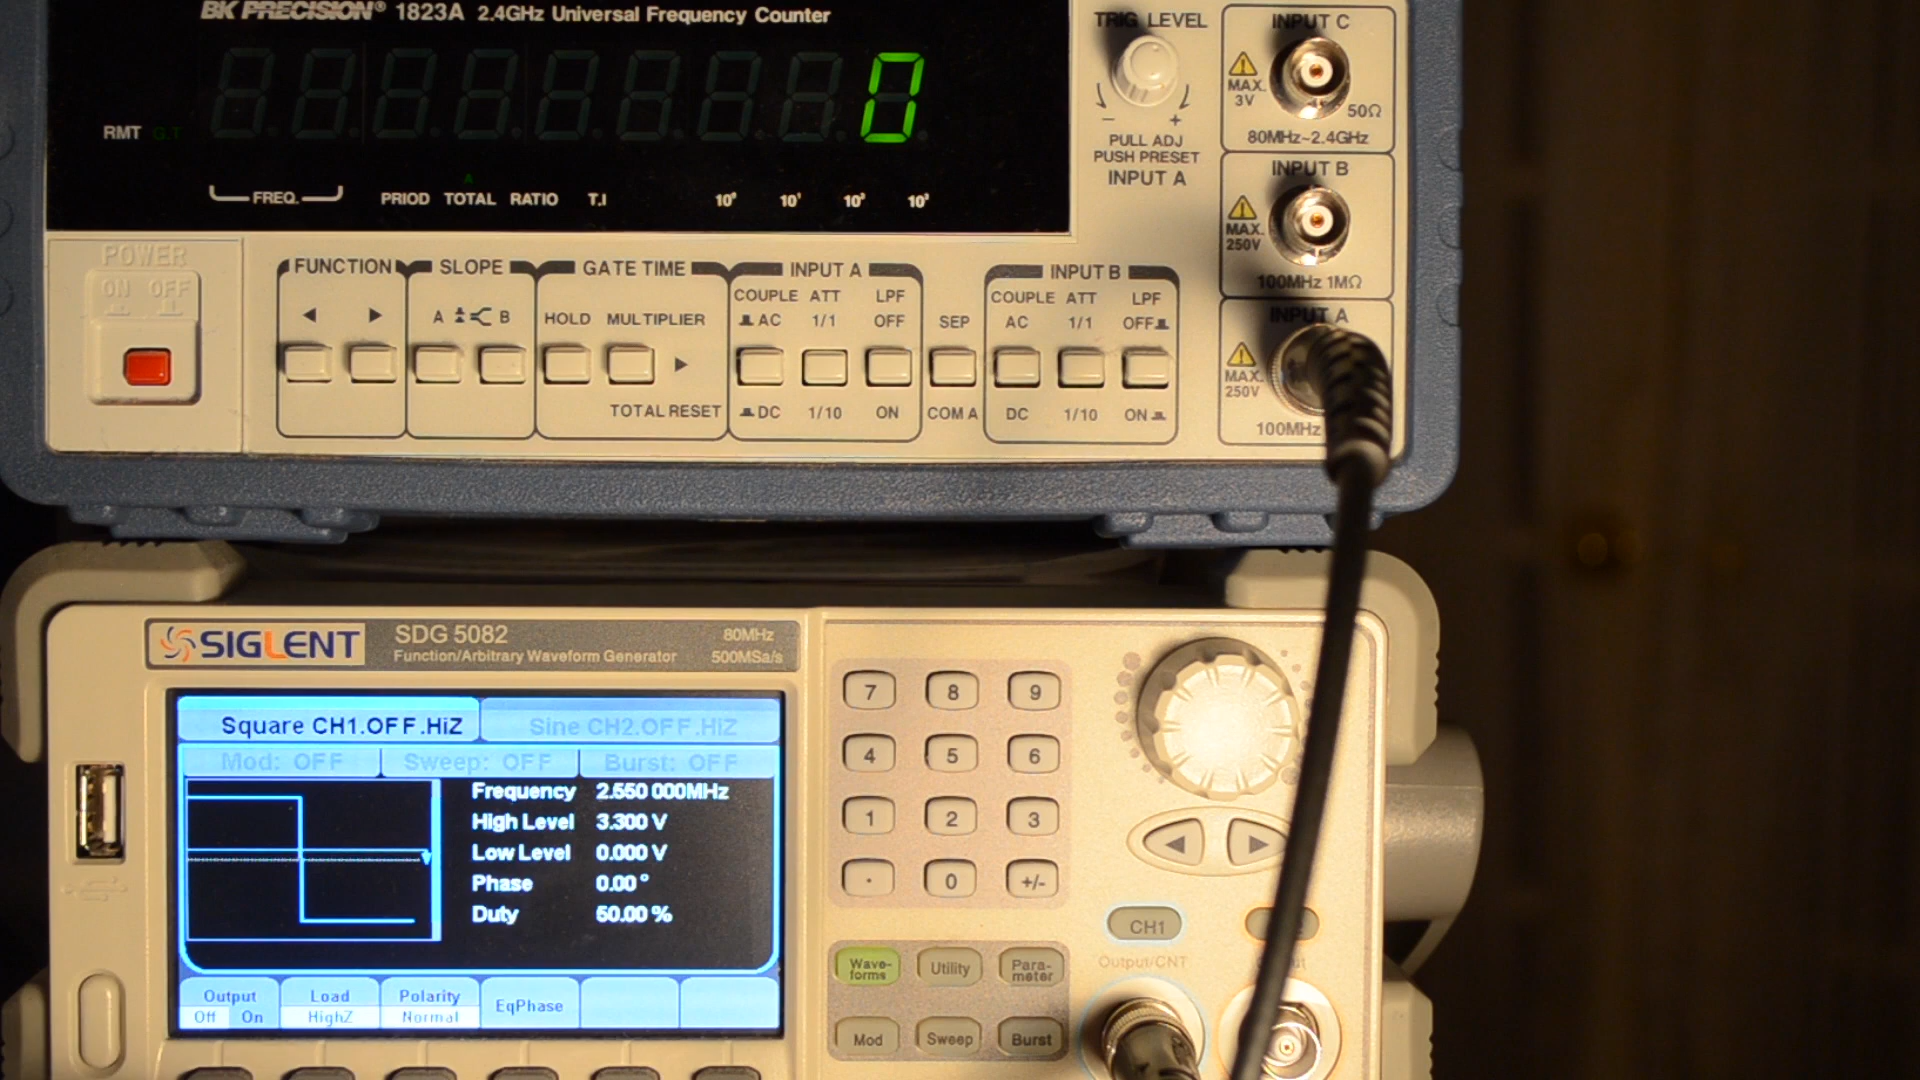 BK PRECISION® 1823A 2.4GHz Universal Frequency Counter
0
RMT G.T
FREQ. PRIOD TOTAL RATIO T.I 10⁰ 10¹ 10² 10³
TRIG LEVEL
- +
PULL ADJ
PUSH PRESET
INPUT A
INPUT C
MAX.
3V
50Ω
80MHz~2.4GHz
INPUT B
MAX.
250V
100MHz 1MΩ
INPUT A
MAX.
250V
100MHz
POWER
ON OFF
FUNCTION
◀ ▶
SLOPE
A B
GATE TIME
HOLD MULTIPLIER
TOTAL RESET
INPUT A
COUPLE ATT LPF
AC 1/1 OFF
DC 1/10 ON
SEP
COM A
INPUT B
COUPLE ATT LPF
AC 1/1 OFF
DC 1/10 ON
SIGLENT
SDG 5082
Function/Arbitrary Waveform Generator
80MHz
500MSa/s
Square CH1.OFF.HiZ
Sine CH2.OFF.HiZ
Mod: OFF Sweep: OFF Burst: OFF
Frequency 2.550 000MHz
High Level 3.300 V
Low Level 0.000 V
Phase 0.00 °
Duty 50.00 %
Output
Off On
Load
HighZ
Polarity
Normal
EqPhase
7 8 9
4 5 6
1 2 3
. 0 +/-
Wave-
forms
Utility
Para-
meter
Mod Sweep Burst
CH1
Output/CNT